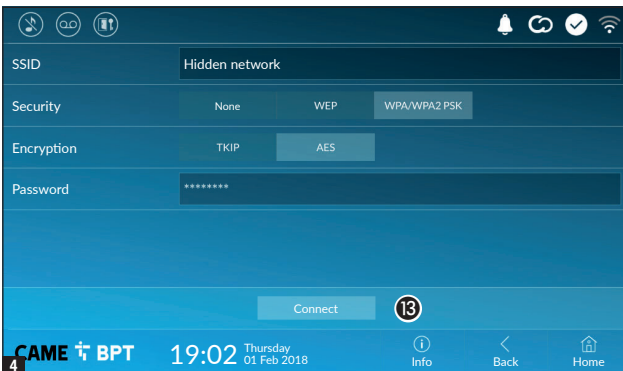 SSID Hidden network
Security None WEP WPA/WPA2 PSK
Encryption TKIP AES
Password ********
Connect 13
CAME BPT 19:02 Thursday
01 Feb 2018
Info Back Home
4